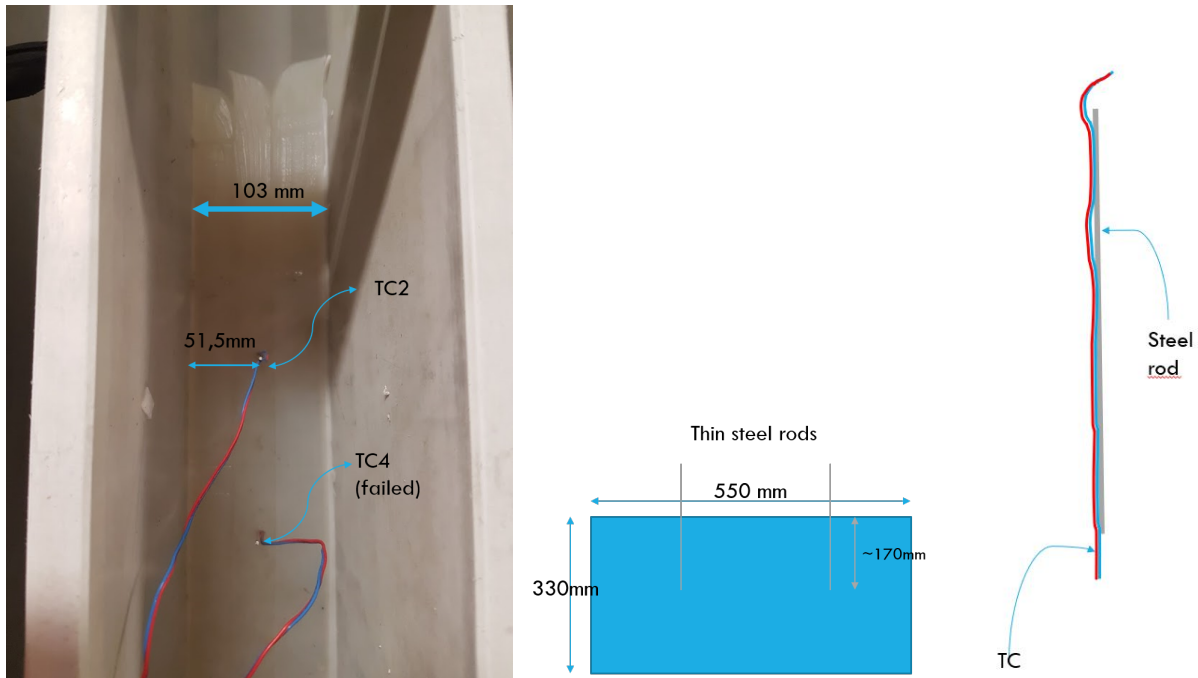 103 mm
TC2
51,5mm
TC4
(failed)
Thin steel rods
550 mm
~170mm
330mm
Steel
rod
TC